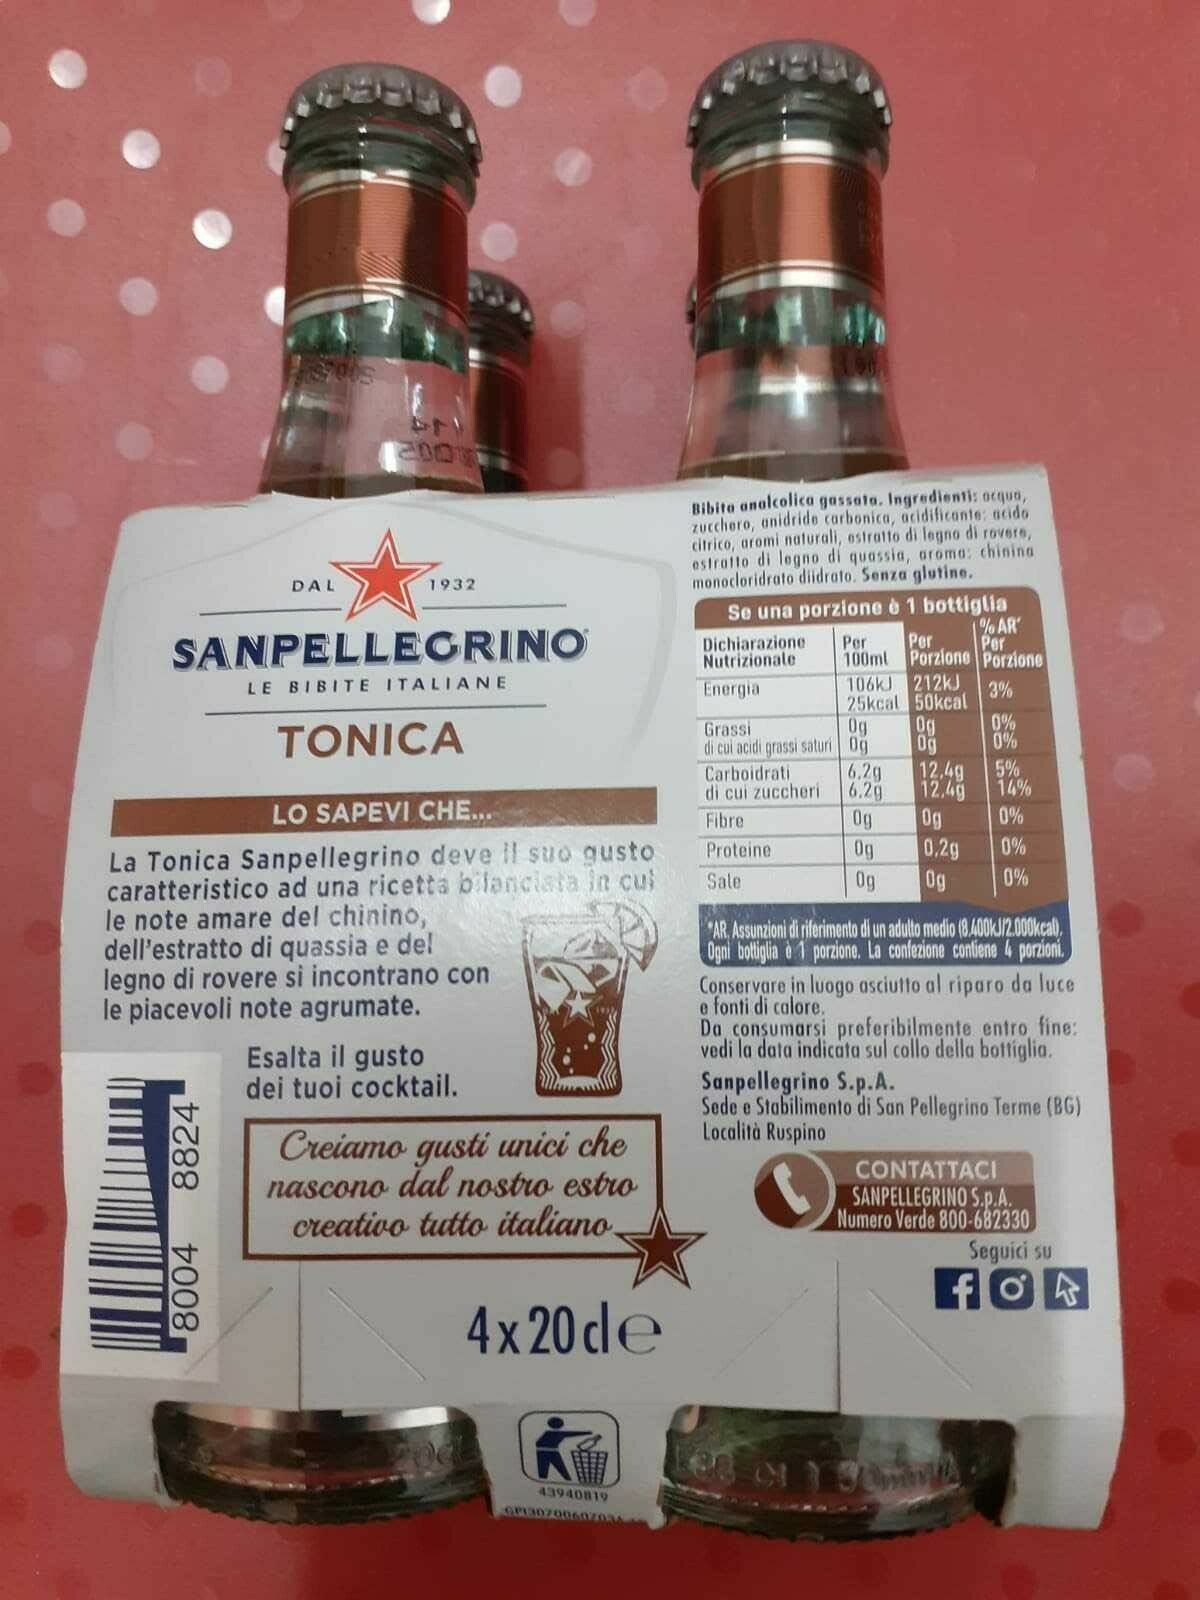 DAL 1932
SANPELLEGRINO
LE BIBITE ITALIANE
TONICA
LO SAPEVI CHE...
La Tonica Sanpellegrino deve il suo gusto
caratteristico ad una ricetta bilanciata in cui
le note amare del chinino,
dell'estratto di quassia e del
legno di rovere si incontrano con
le piacevoli note agrumate.
Esalta il gusto
dei tuoi cocktail.
Creiamo gusti unici che
nascono dal nostro estro
creativo tutto italiano
8004 8824
4x20cl e
43940819
Bibita analcolica gassata. Ingredienti: acqua,
zucchero, anidride carbonica, acidificante: acido
citrico, aromi naturali, estratto di legno di rovere,
estratto di legno di quassia, aroma: chinina
monocloridrato diidrato. Senza glutine.
Se una porzione è 1 bottiglia
Dichiarazione Nutrizionale Per 100ml Per Porzione %AR* Per Porzione
Energia 106kJ 25kcal 212kJ 50kcal 3%
Grassi 0g 0g 0%
di cui acidi grassi saturi 0g 0g 0%
Carboidrati 6,2g 12,4g 5%
di cui zuccheri 6,2g 12,4g 14%
Fibre 0g 0g 0%
Proteine 0g 0,2g 0%
Sale 0g 0g 0%
*AR. Assunzioni di riferimento di un adulto medio (8.400kJ/2.000kcal).
Ogni bottiglia è 1 porzione. La confezione contiene 4 porzioni.
Conservare in luogo asciutto al riparo da luce
e fonti di calore.
Da consumarsi preferibilmente entro fine:
vedi la data indicata sul collo della bottiglia.
Sanpellegrino S.p.A.
Sede e Stabilimento di San Pellegrino Terme (BG)
Località Ruspino
CONTATTACI
SANPELLEGRINO S.p.A.
Numero Verde 800-682330
Seguici su